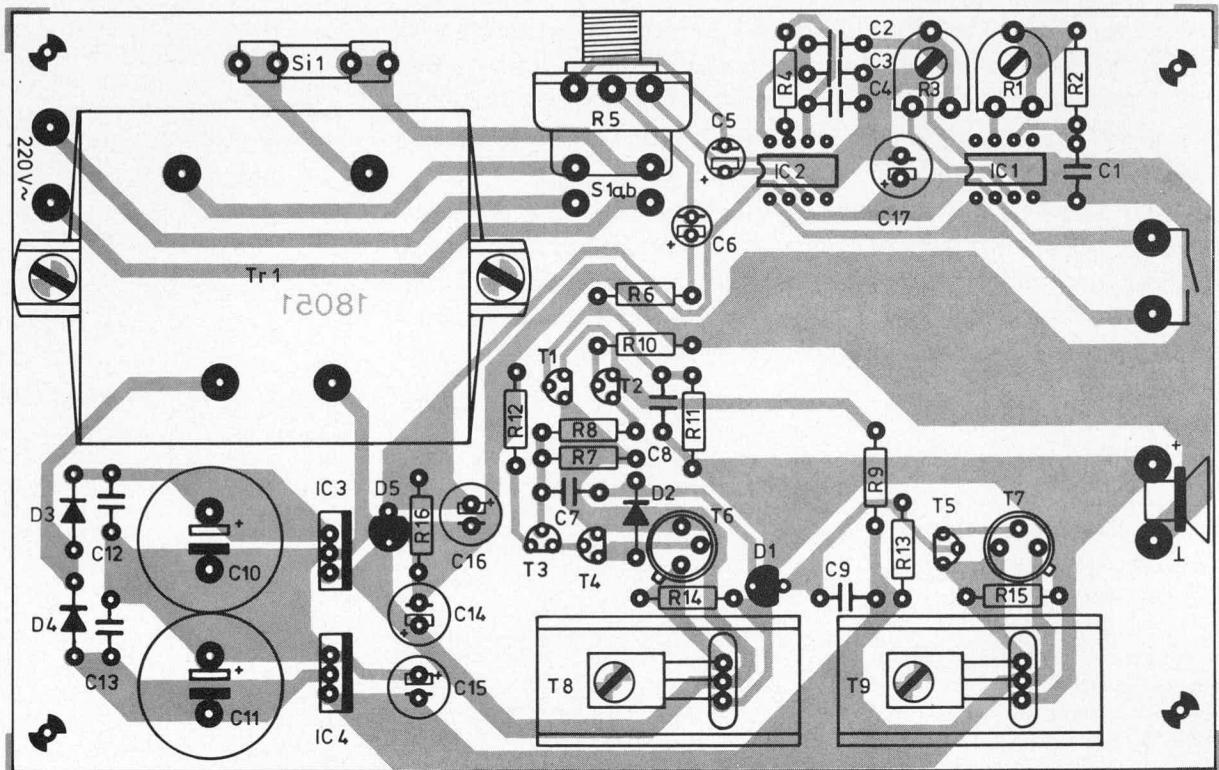 Si1
R5
S1a,b
220V~
Tr1
18051
C5
C6
R4
C2
C3
C4
R3
R1
R2
IC2
C17
IC1
C1
R6
R10
T1
T2
R12
R8
R7
C8
R11
C7
D2
T3
T4
T6
D1
R14
R9
R13
C9
T5
T7
R15
+
⊥
D3
C12
+
C10
IC3
D5
R16
+
C16
D4
C13
+
C11
IC4
+
C14
+
C15
T8
T9
+
+
+